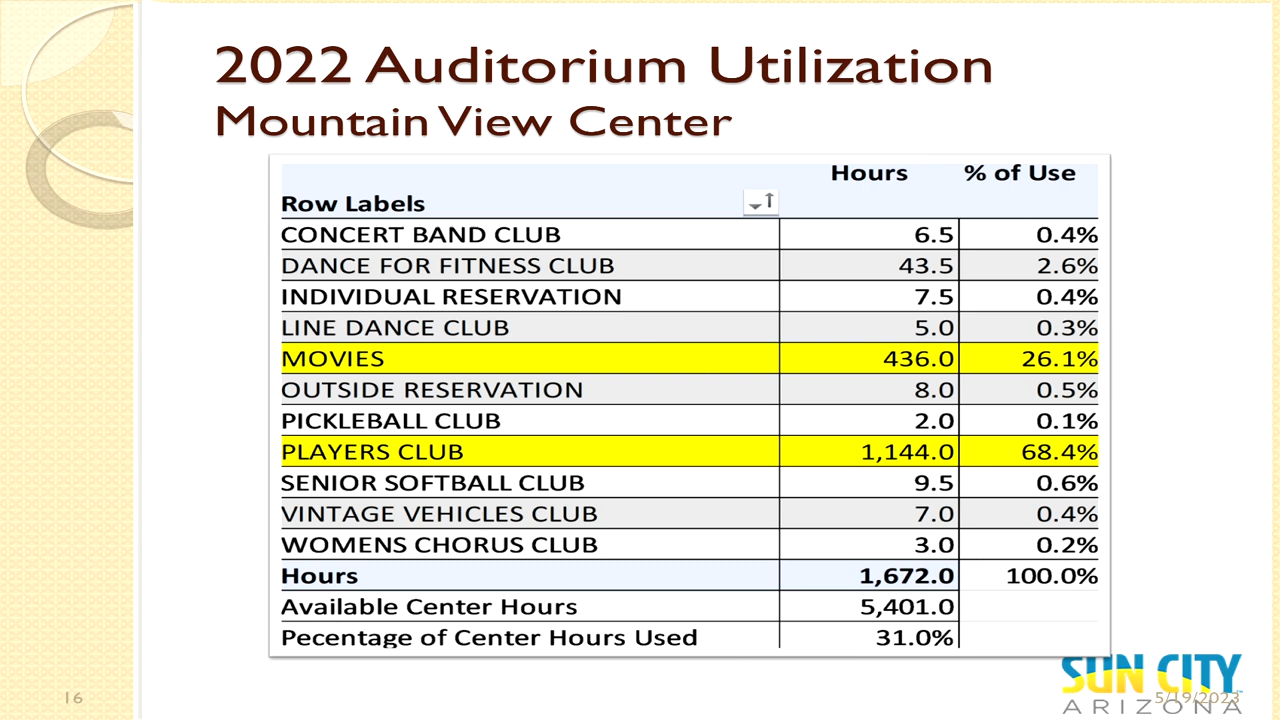 2022 Auditorium Utilization
Mountain View Center
Hours % of Use
Row Labels
CONCERT BAND CLUB 6.5 0.4%
DANCE FOR FITNESS CLUB 43.5 2.6%
INDIVIDUAL RESERVATION 7.5 0.4%
LINE DANCE CLUB 5.0 0.3%
MOVIES 436.0 26.1%
OUTSIDE RESERVATION 8.0 0.5%
PICKLEBALL CLUB 2.0 0.1%
PLAYERS CLUB 1,144.0 68.4%
SENIOR SOFTBALL CLUB 9.5 0.6%
VINTAGE VEHICLES CLUB 7.0 0.4%
WOMENS CHORUS CLUB 3.0 0.2%
Hours 1,672.0 100.0%
Available Center Hours 5,401.0
Pecentage of Center Hours Used 31.0%
SUN CITY
16 5/19/2023
ARIZONA